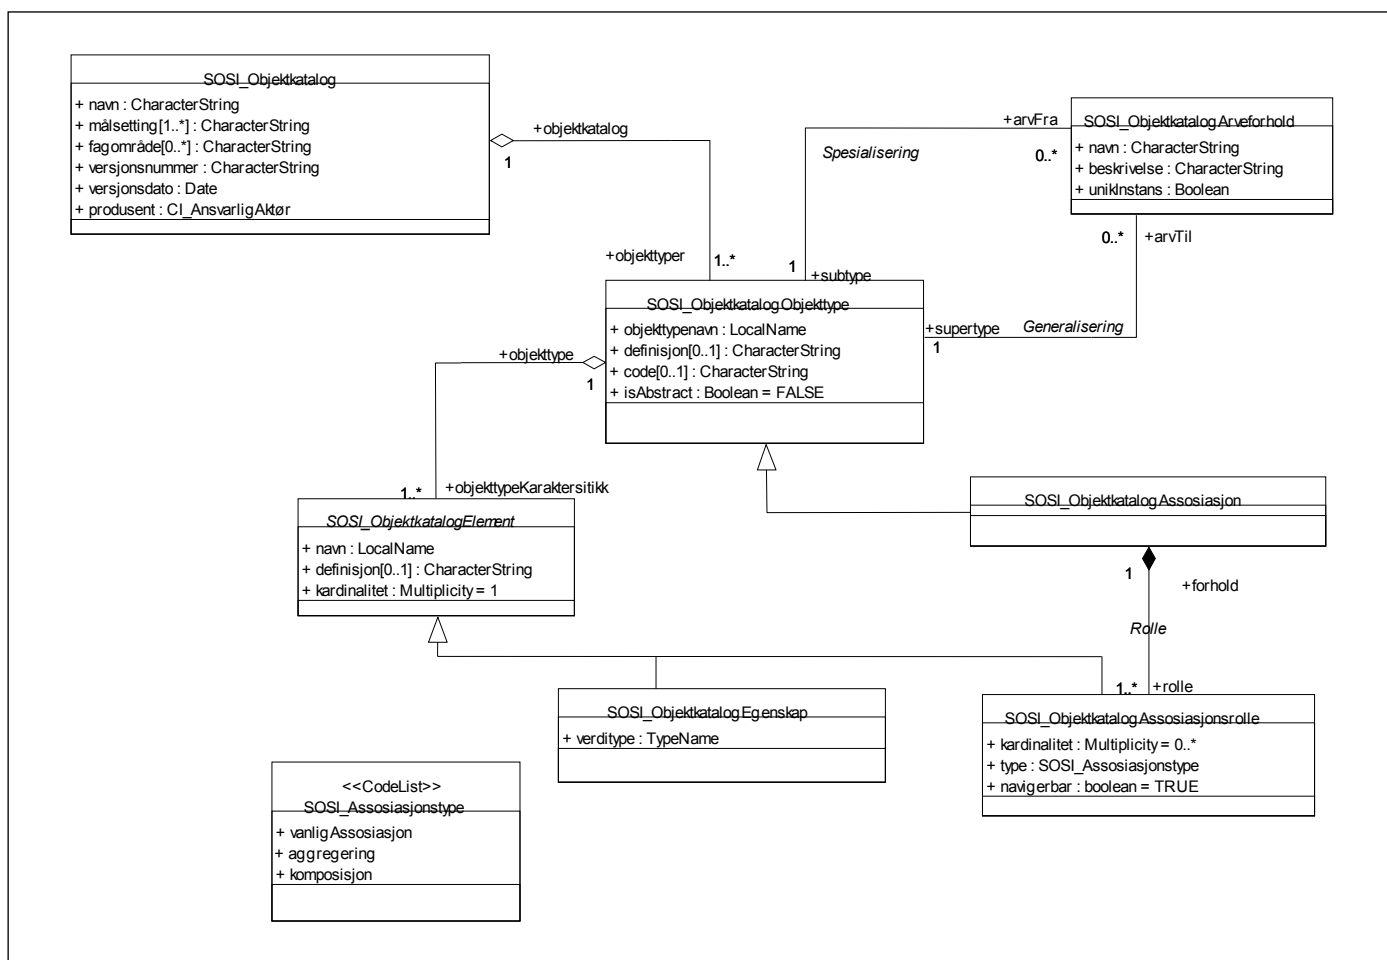 SOSI_Objektkatalog
+ navn : CharacterString
+ målsetting[1..*] : CharacterString
+ fagområde[0..*] : CharacterString
+ versjonsnummer : CharacterString
+ versjonsdato : Date
+ produsent : CI_AnsvarligAktør
+objektkatalog
1
+objekttyper
1..*
+arvFra
0..*
Spesialisering
1
+subtype
SOSI_ObjektkatalogArveforhold
+ navn : CharacterString
+ beskrivelse : CharacterString
+ unikInstans : Boolean
0..*
+arvTil
+supertype
1
Generalisering
SOSI_ObjektkatalogObjekttype
+ objekttypenavn : LocalName
+ definisjon[0..1] : CharacterString
+ code[0..1] : CharacterString
+ isAbstract : Boolean = FALSE
+objekttype
1
1..*
+objekttypeKaraktersitikk
SOSI_ObjektkatalogElement
+ navn : LocalName
+ definisjon[0..1] : CharacterString
+ kardinalitet : Multiplicity = 1
SOSI_ObjektkatalogAssosiasjon
1
+forhold
Rolle
1..*
+rolle
SOSI_ObjektkatalogEgenskap
+ verditype : TypeName
SOSI_ObjektkatalogAssosiasjonsrolle
+ kardinalitet : Multiplicity = 0..*
+ type : SOSI_Assosiasjonstype
+ navigerbar : boolean = TRUE
<<CodeList>>
SOSI_Assosiasjonstype
+ vanligAssosiasjon
+ aggregering
+ komposisjon